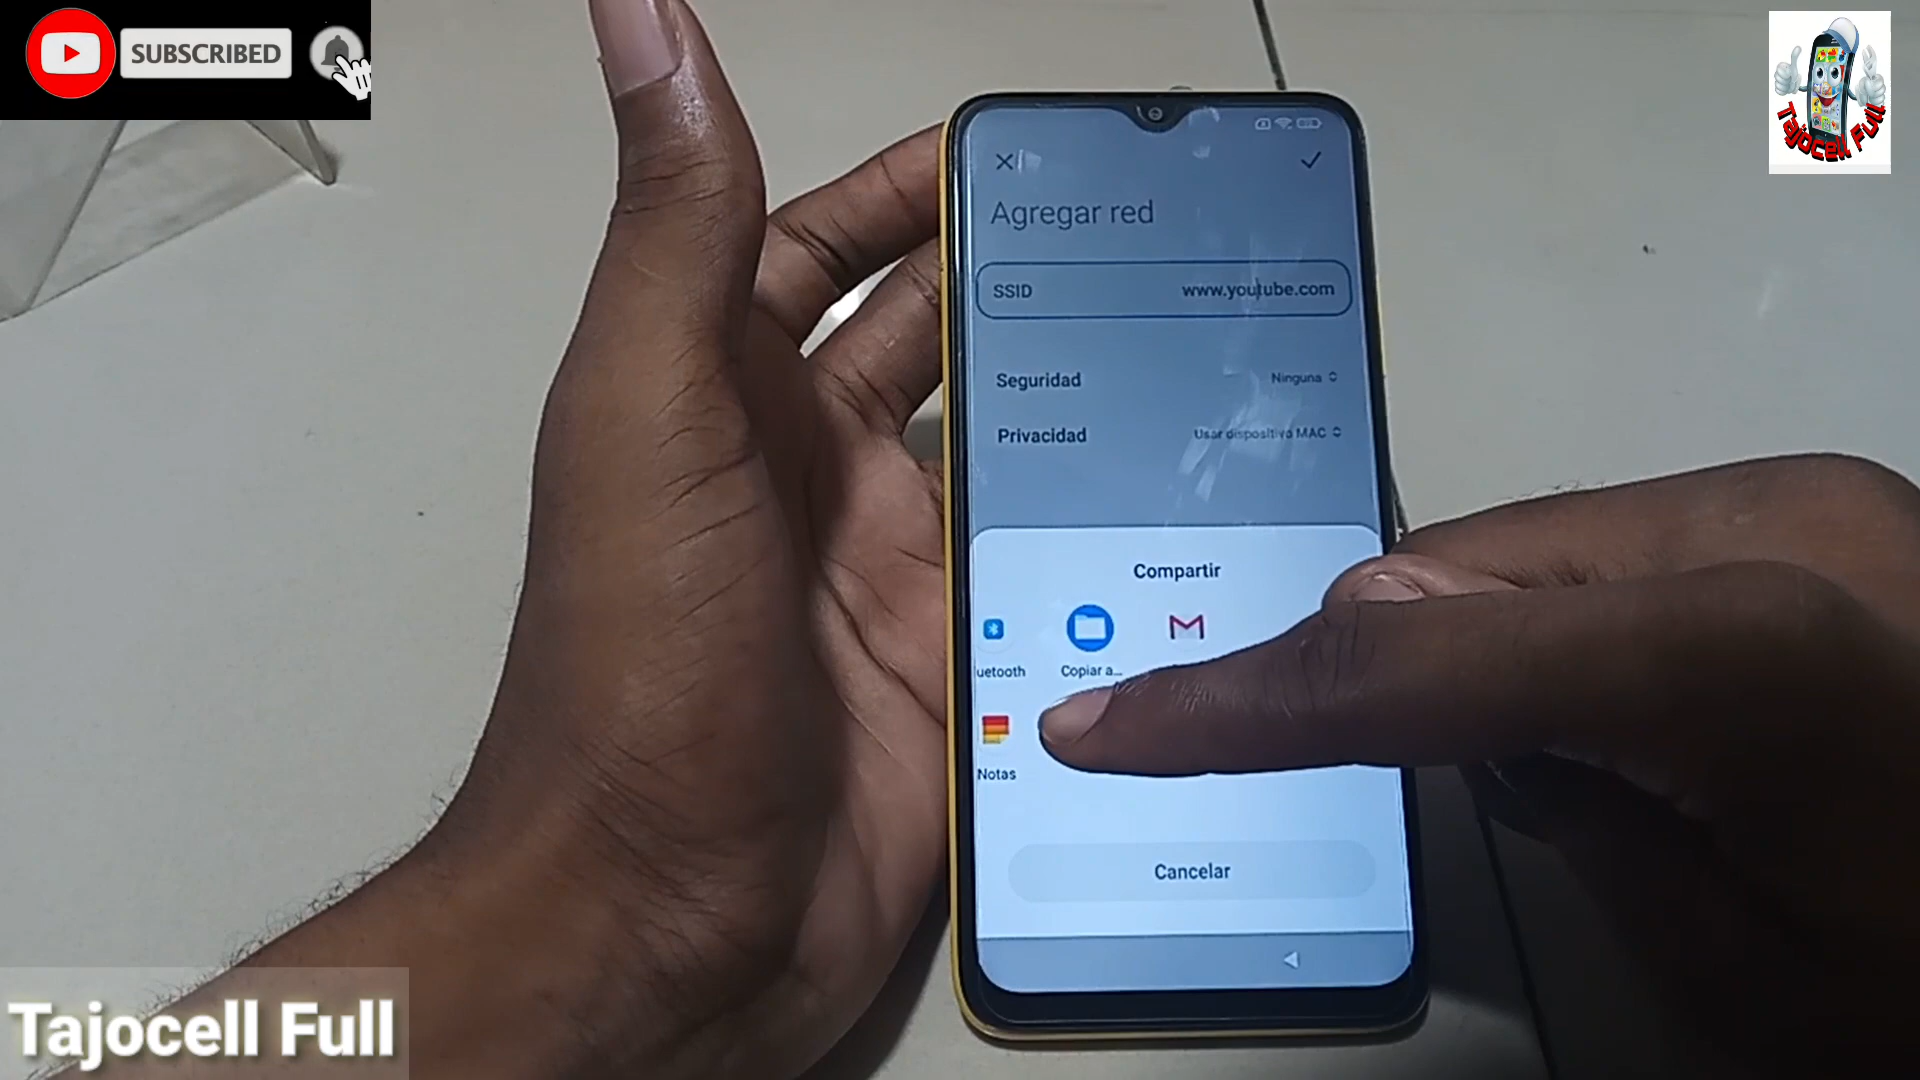 SUBSCRIBED
Tajocell Full
Agregar red
SSID www.youtube.com
Seguridad Ninguna
Privacidad Usar dispositivo MAC
Compartir
uetooth Copiar a...
Notas
Cancelar
Tajocell Full